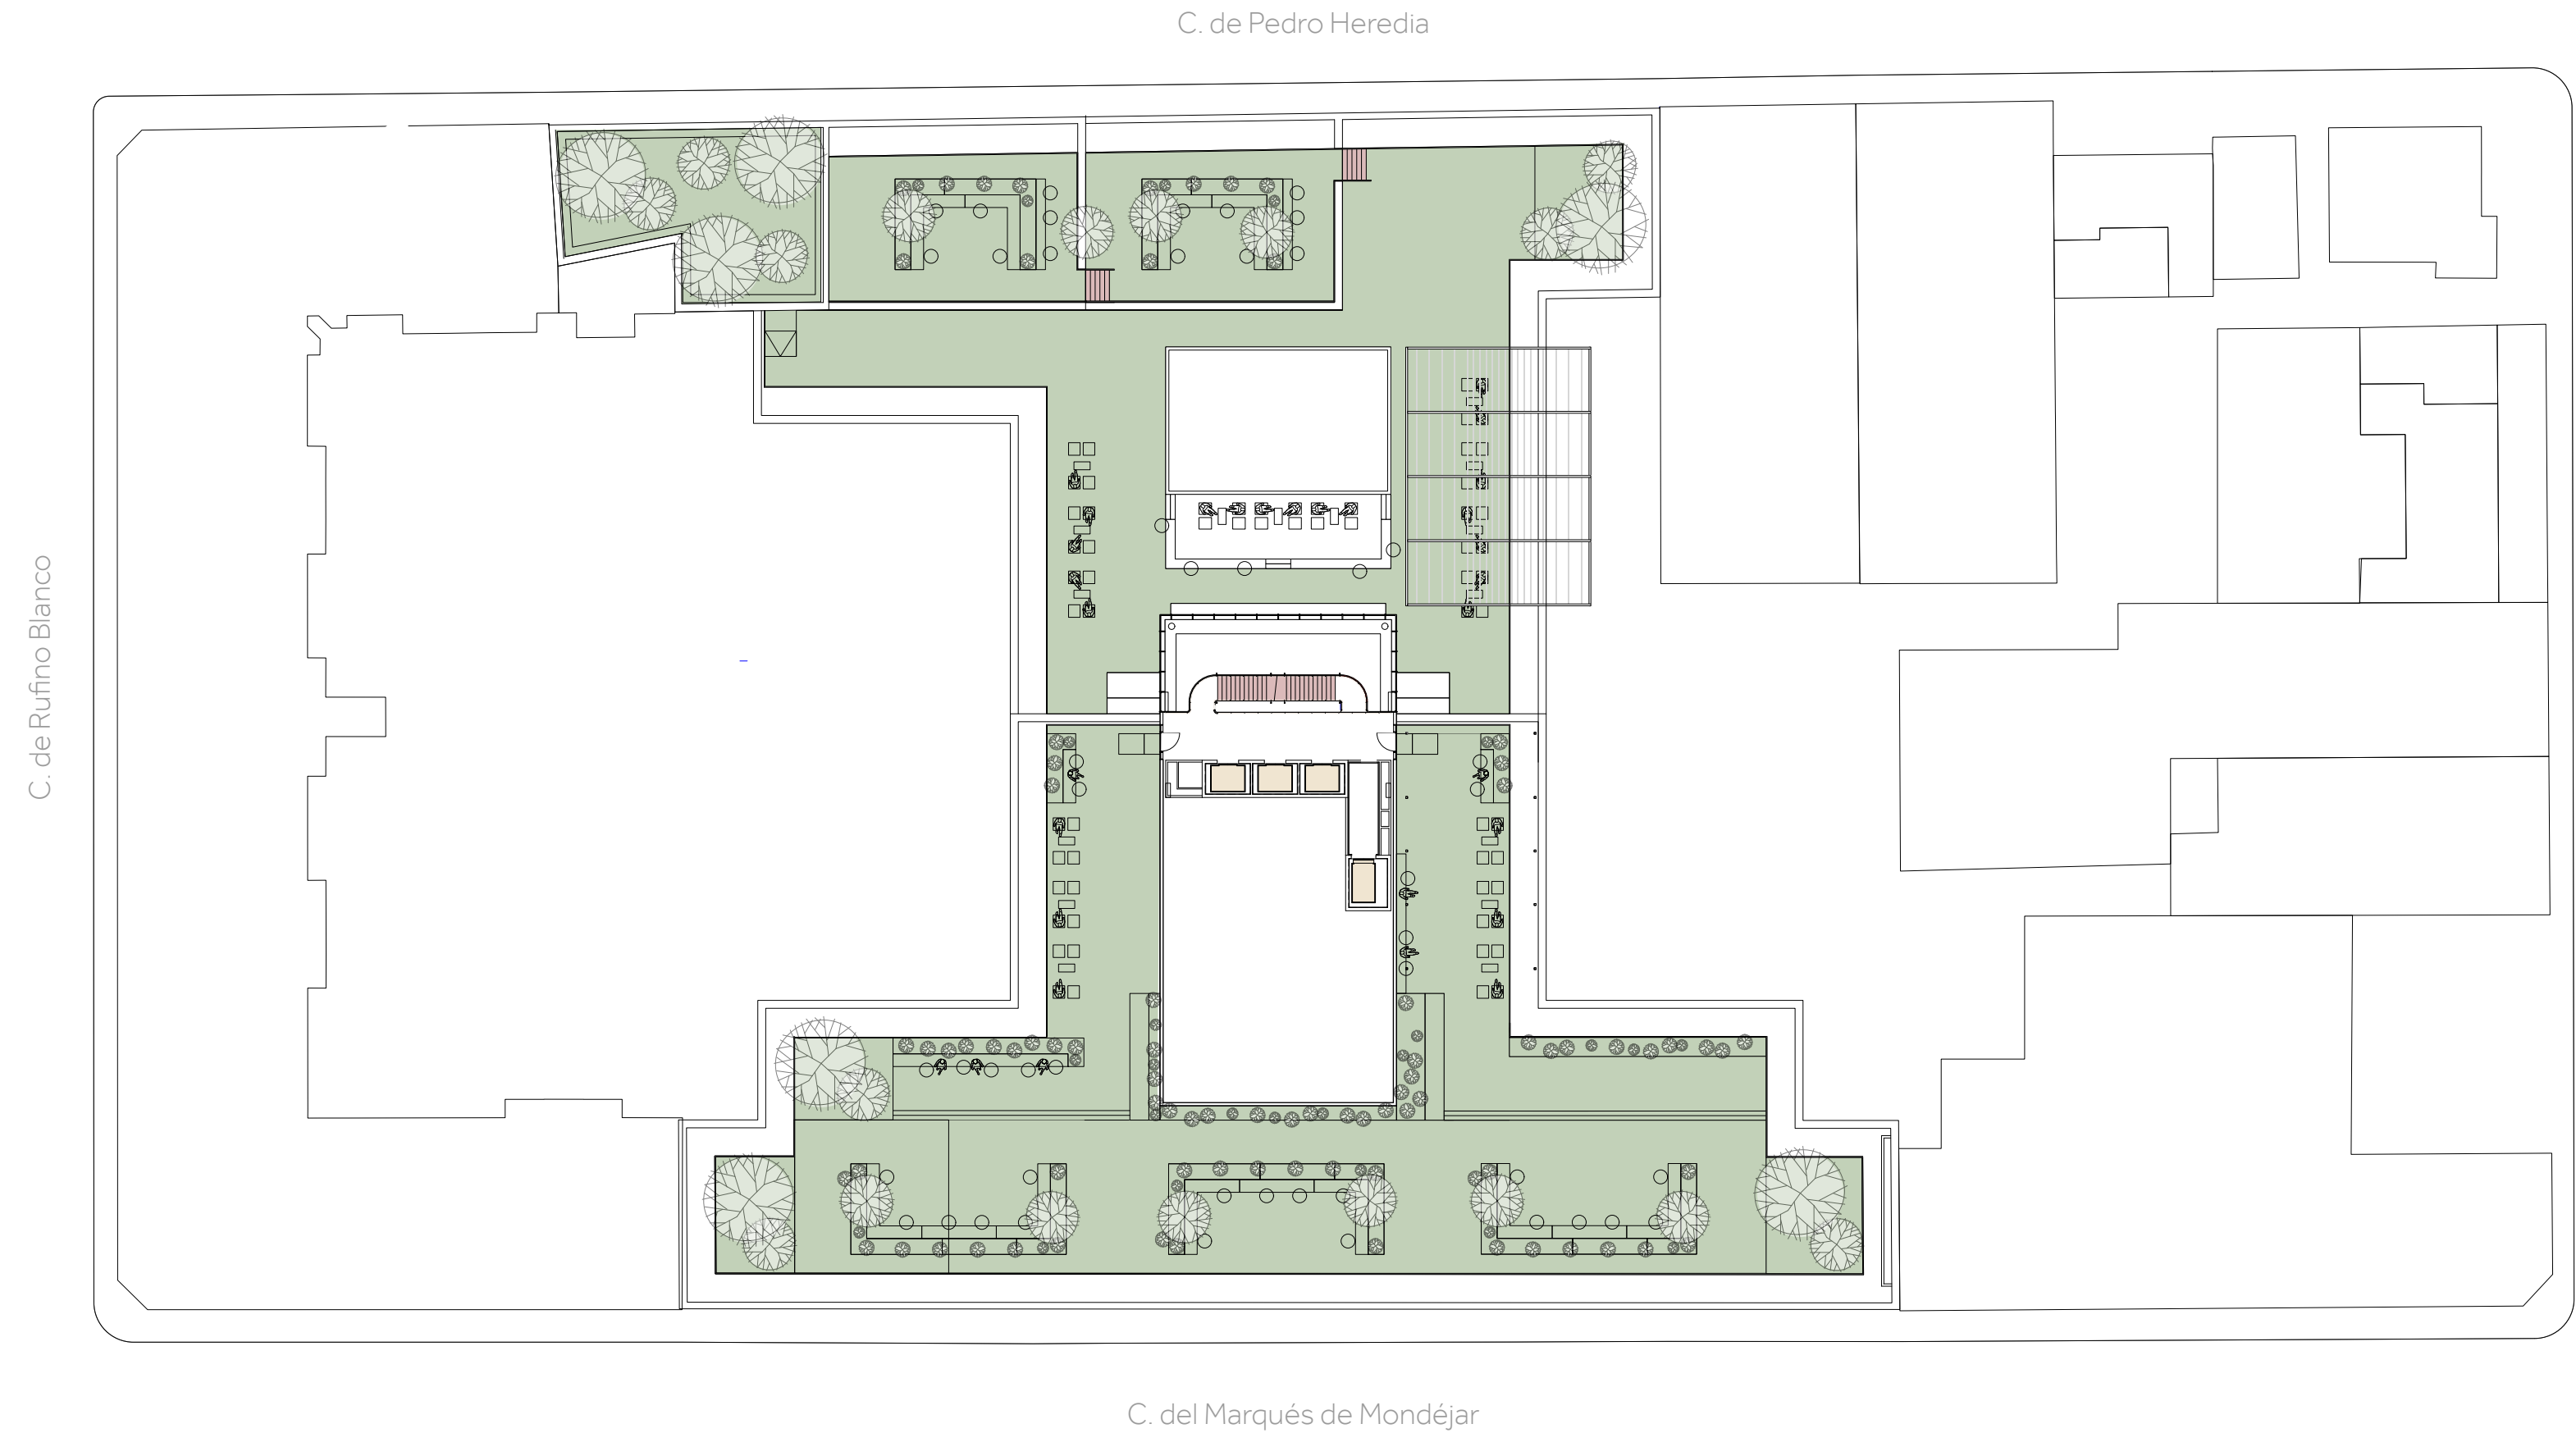 C. de Pedro Heredia
C. de Rufino Blanco
C. del Marqués de Mondéjar